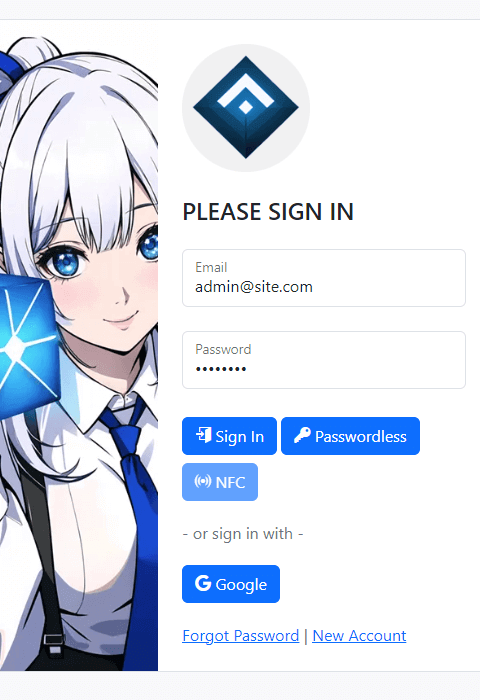 PLEASE SIGN IN
Email
admin@site.com
Password
••••••••
Sign In
Passwordless
NFC
- or sign in with -
Google
Forgot Password | New Account